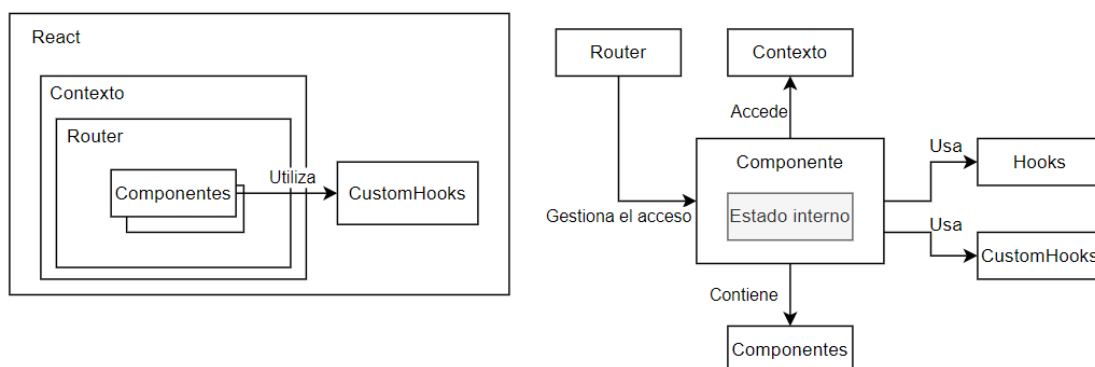 React
Contexto
Router
Componentes
Utiliza
CustomHooks
Router
Contexto
Accede
Componente
Estado interno
Gestiona el acceso
Usa
Hooks
Usa
CustomHooks
Contiene
Componentes